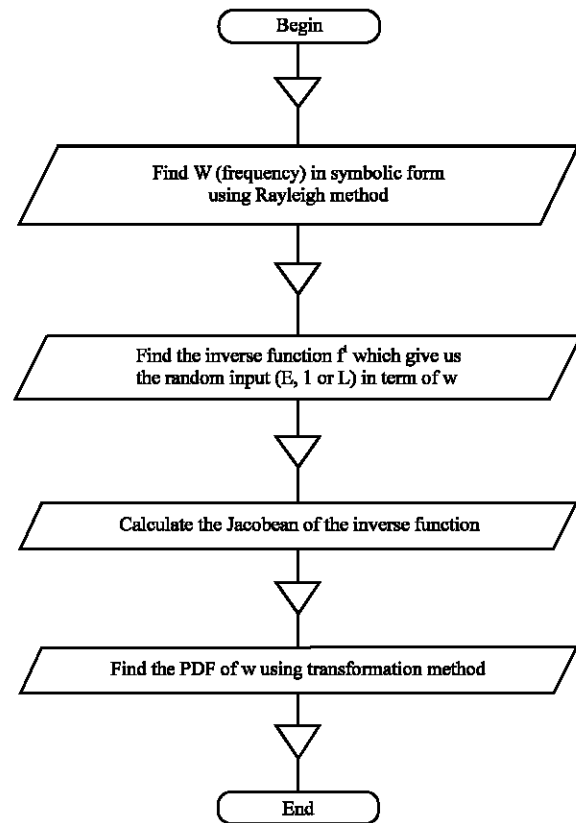 Begin
Find W (frequency) in symbolic form
using Rayleigh method
Find the inverse function f¹ which give us
the random input (E, 1 or L) in term of w
Calculate the Jacobean of the inverse function
Find the PDF of w using transformation method
End